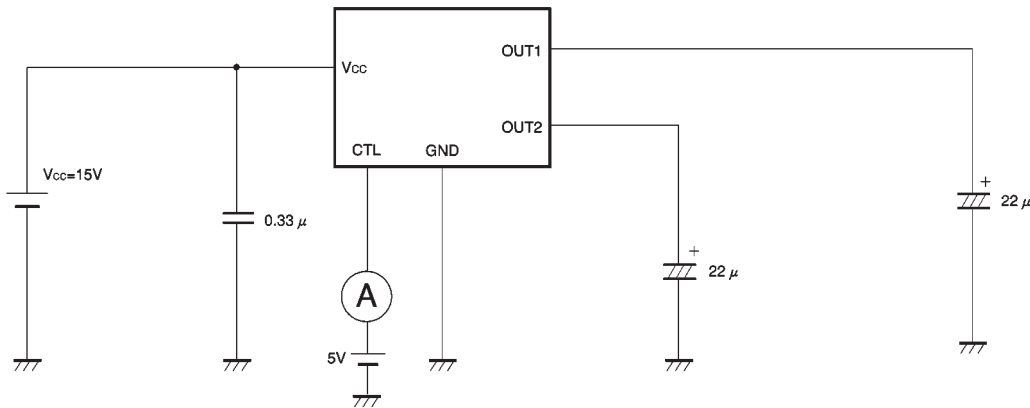 OUT1
Vcc
OUT2
CTL
GND
Vcc=15V
22 μ
0.33 μ
22 μ
A
5V